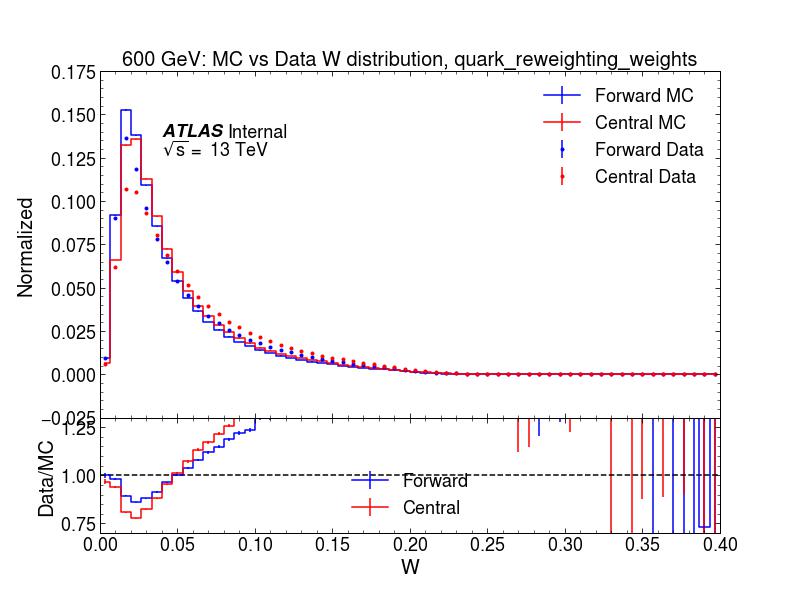 600 GeV: MC vs Data W distribution, quark_reweighting_weights
0.175
0.150
0.125
0.100
0.075
0.050
0.025
0.000
−0.025
Normalized
ATLAS Internal
√s = 13 TeV
Forward MC
Central MC
Forward Data
Central Data
1.25
1.00
0.75
Data/MC
Forward
Central
0.00 0.05 0.10 0.15 0.20 0.25 0.30 0.35 0.40
W